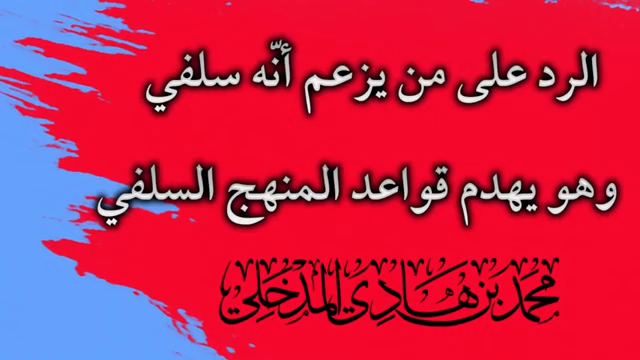 الرد على من يزعم أنّه سلفي
وهو يهدم قواعد المنهج السلفي
محمد بن هادي المدخلي